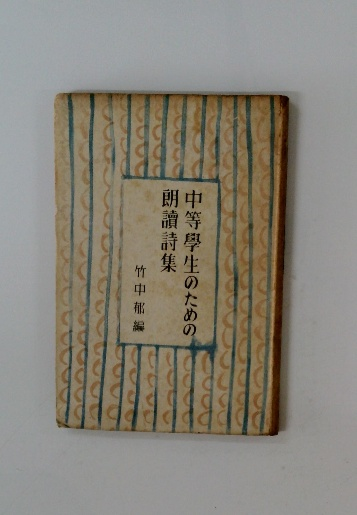 中等學生のための
朗讀詩集
竹中郁編